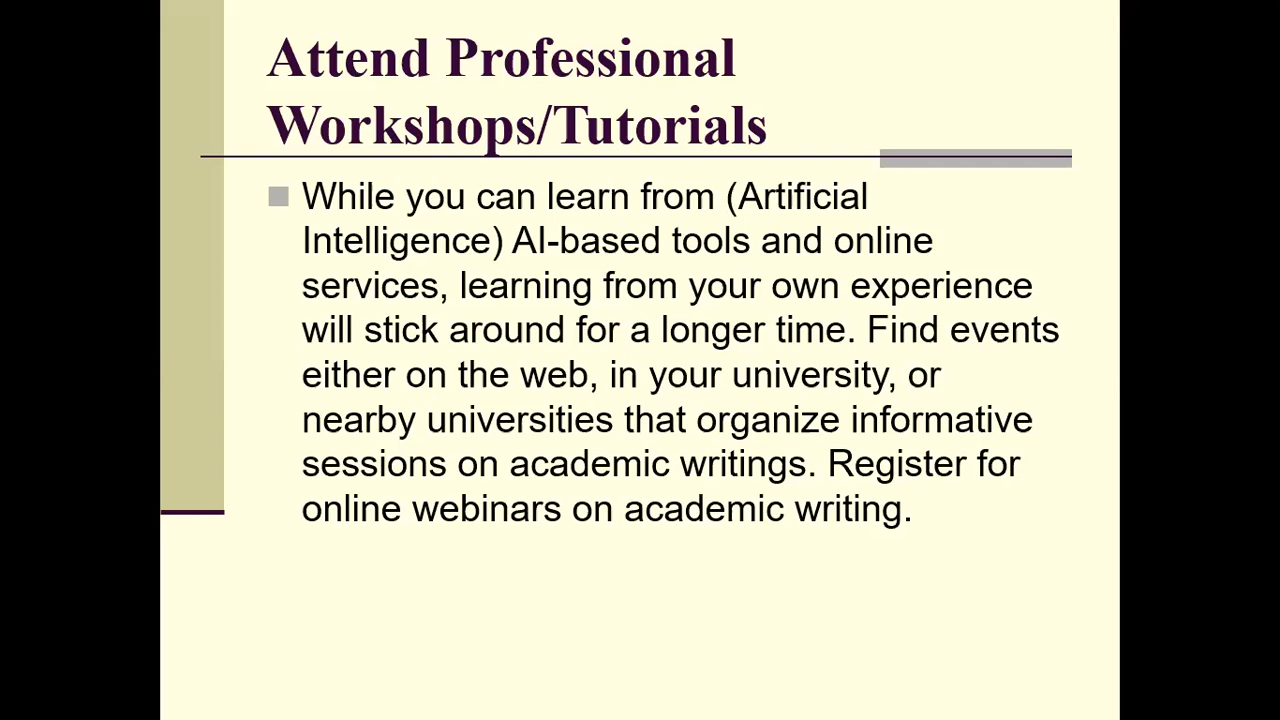 Attend Professional
Workshops/Tutorials
While you can learn from (Artificial
Intelligence) AI-based tools and online
services, learning from your own experience
will stick around for a longer time. Find events
either on the web, in your university, or
nearby universities that organize informative
sessions on academic writings. Register for
online webinars on academic writing.